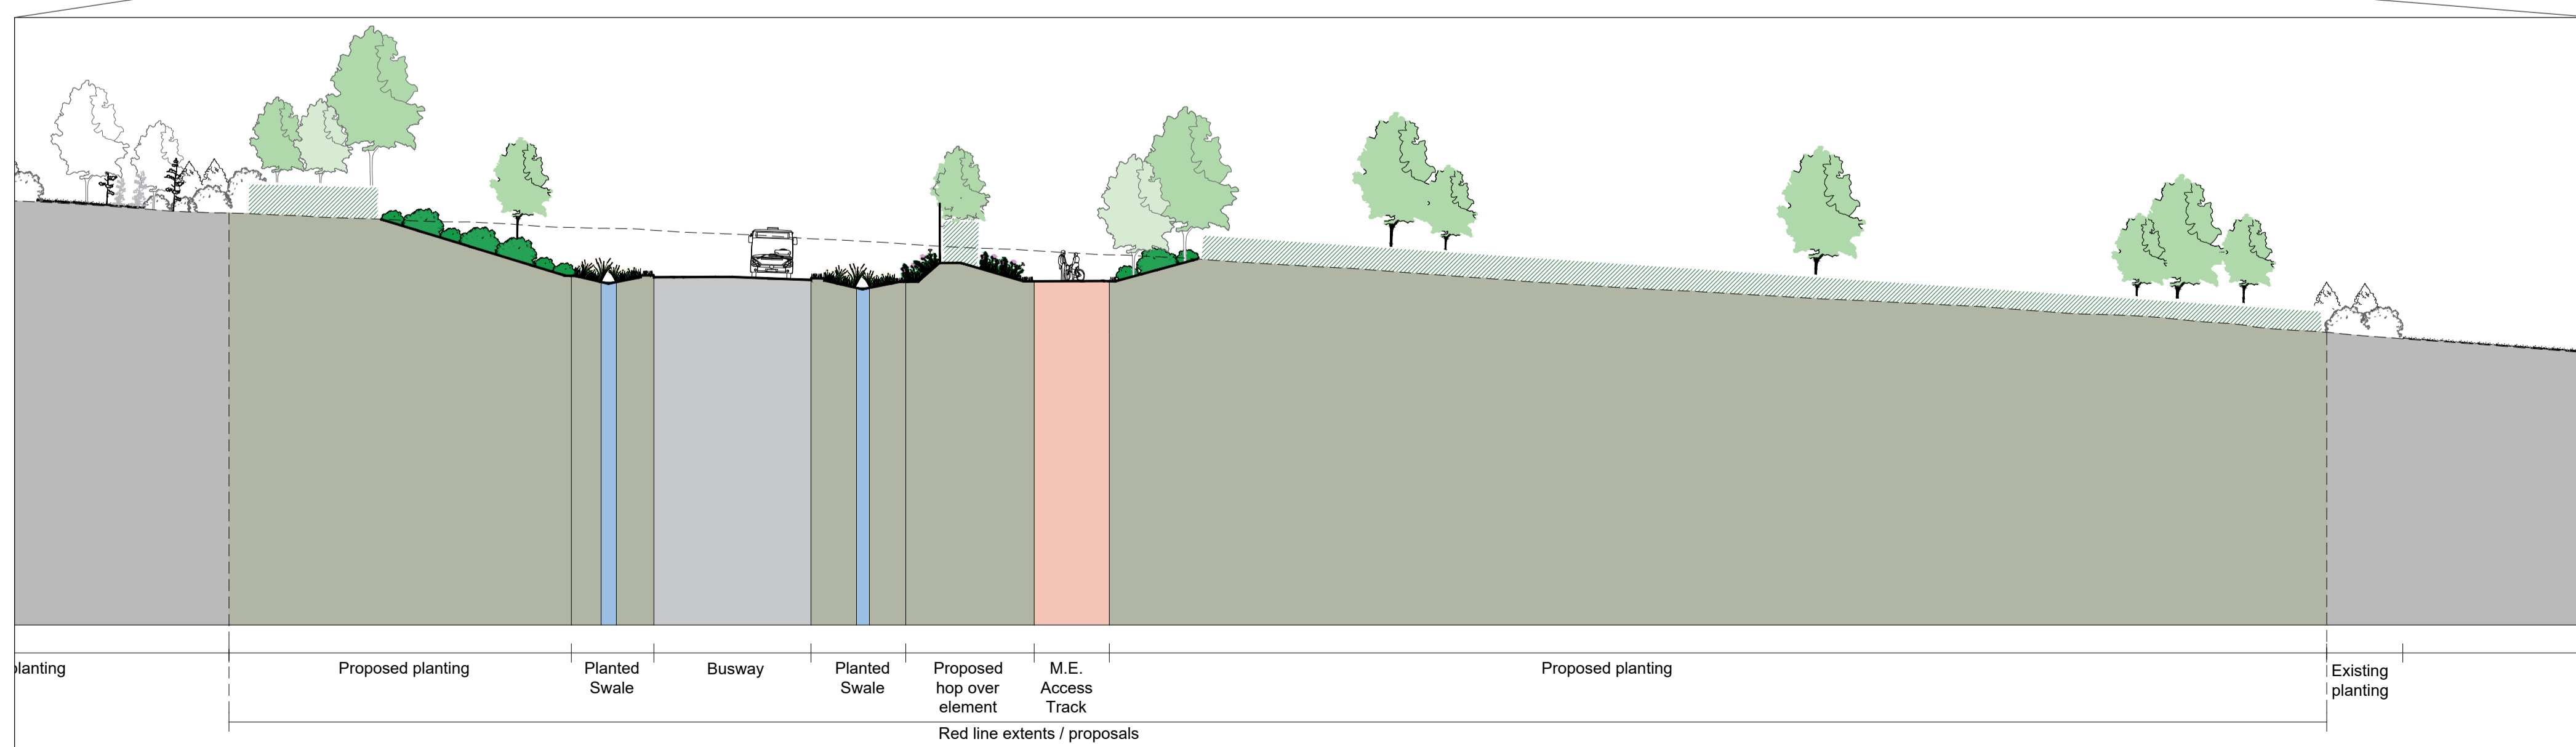 Proposed planting
Planted
Swale
Busway
Planted
Swale
Proposed
hop over
element
M.E.
Access
Track
Proposed planting
Existing
planting
Red line extents / proposals